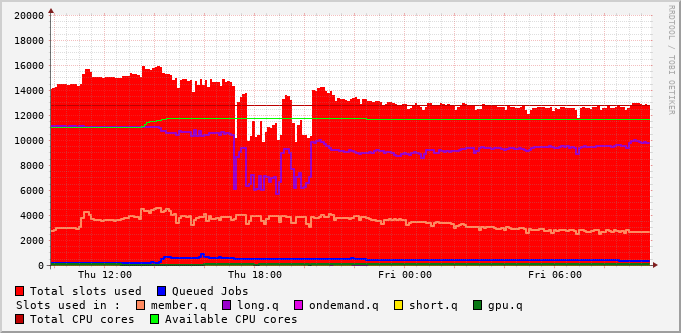 20000
18000
16000
14000
12000
10000
8000
6000
4000
2000
0
Thu 12:00 Thu 18:00 Fri 00:00 Fri 06:00
RRDTOOL / TOBI OETIKER
Total slots used Queued Jobs
Slots used in : member.q long.q ondemand.q short.q gpu.q
Total CPU cores Available CPU cores